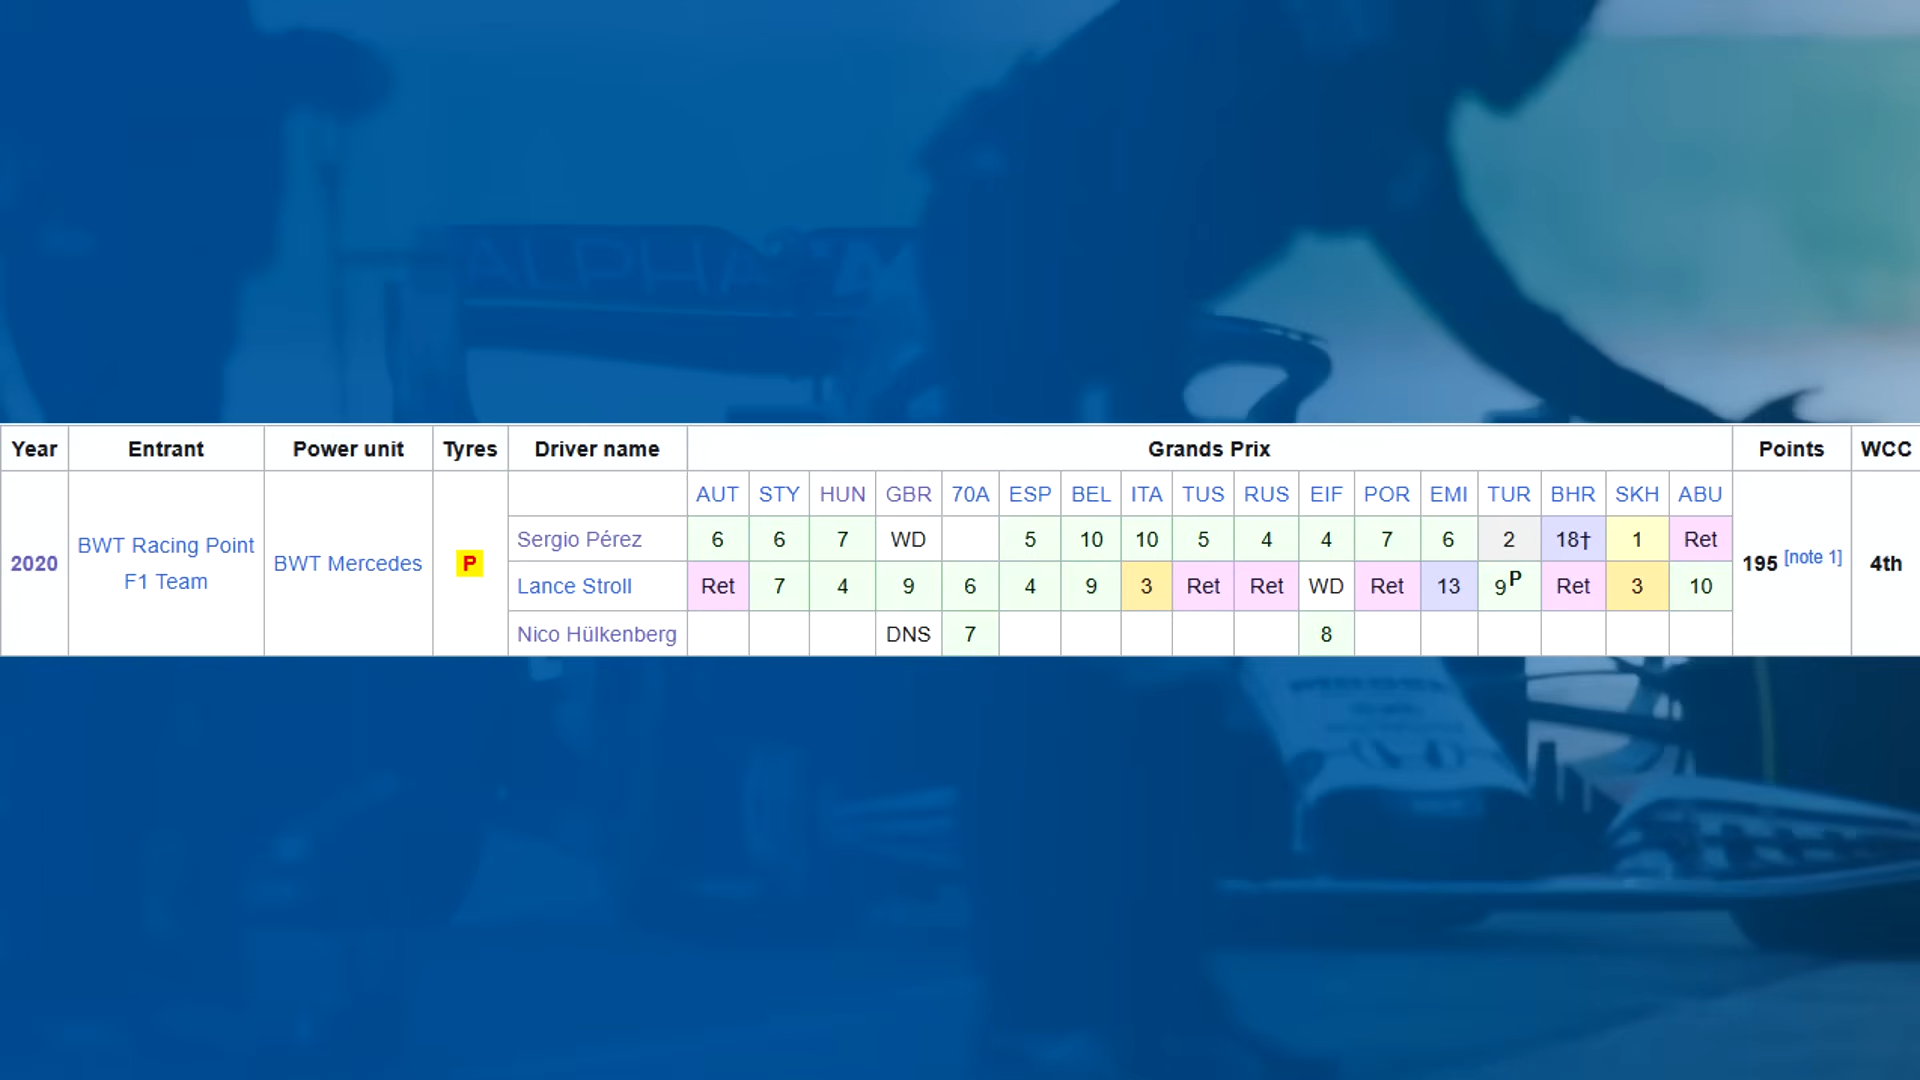 ALPHA
Year Entrant Power unit Tyres Driver name Grands Prix Points WCC
AUT STY HUN GBR 70A ESP BEL ITA TUS RUS EIF POR EMI TUR BHR SKH ABU
2020 BWT Racing Point F1 Team BWT Mercedes P
Sergio Pérez 6 6 7 WD 5 10 10 5 4 4 7 6 2 18† 1 Ret
Lance Stroll Ret 7 4 9 6 4 9 3 Ret Ret WD Ret 13 9P Ret 3 10
Nico Hülkenberg DNS 7 8
195 [note 1] 4th